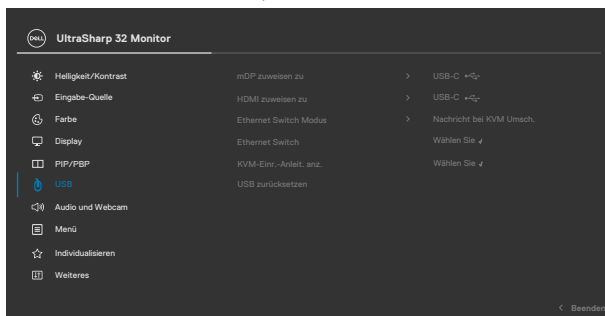 DELL UltraSharp 32 Monitor
Helligkeit/Kontrast mDP zuweisen zu > USB-C
Eingabe-Quelle HDMI zuweisen zu > USB-C
Farbe Ethernet Switch Modus > Nachricht bei KVM Umsch.
Display Ethernet Switch Wählen Sie
PIP/PBP KVM-Einr.-Anleit. anz. Wählen Sie
USB USB zurücksetzen
Audio und Webcam
Menü
Individualisieren
Weiteres
< Beenden